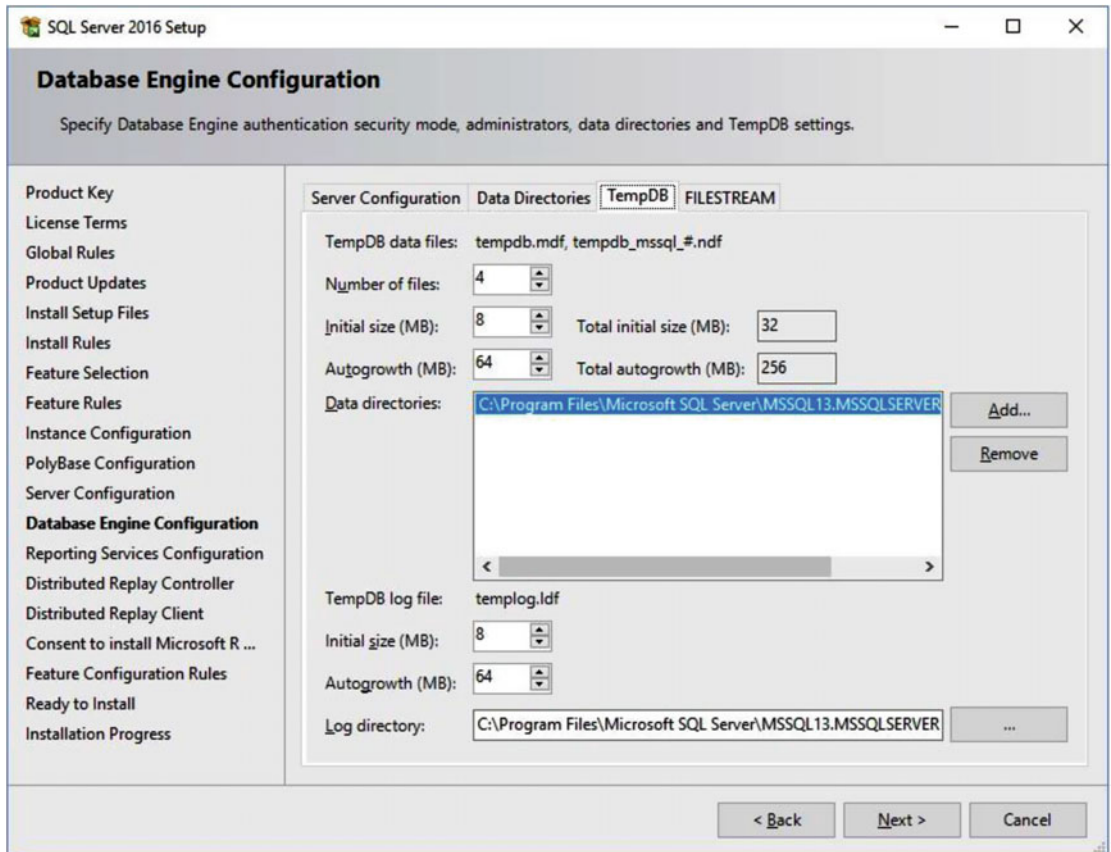 SQL Server 2016 Setup
Database Engine Configuration
Specify Database Engine authentication security mode, administrators, data directories and TempDB settings.
Product Key
License Terms
Global Rules
Product Updates
Install Setup Files
Install Rules
Feature Selection
Feature Rules
Instance Configuration
PolyBase Configuration
Server Configuration
Database Engine Configuration
Reporting Services Configuration
Distributed Replay Controller
Distributed Replay Client
Consent to install Microsoft R ...
Feature Configuration Rules
Ready to Install
Installation Progress
Server Configuration Data Directories TempDB FILESTREAM
TempDB data files: tempdb.mdf, tempdb_mssql_#.ndf
Number of files: 4
Initial size (MB): 8 Total initial size (MB): 32
Autogrowth (MB): 64 Total autogrowth (MB): 256
Data directories: C:\Program Files\Microsoft SQL Server\MSSQL13.MSSQLSERVER Add...
Remove
TempDB log file: templog.ldf
Initial size (MB): 8
Autogrowth (MB): 64
Log directory: C:\Program Files\Microsoft SQL Server\MSSQL13.MSSQLSERVER ...
< Back Next > Cancel